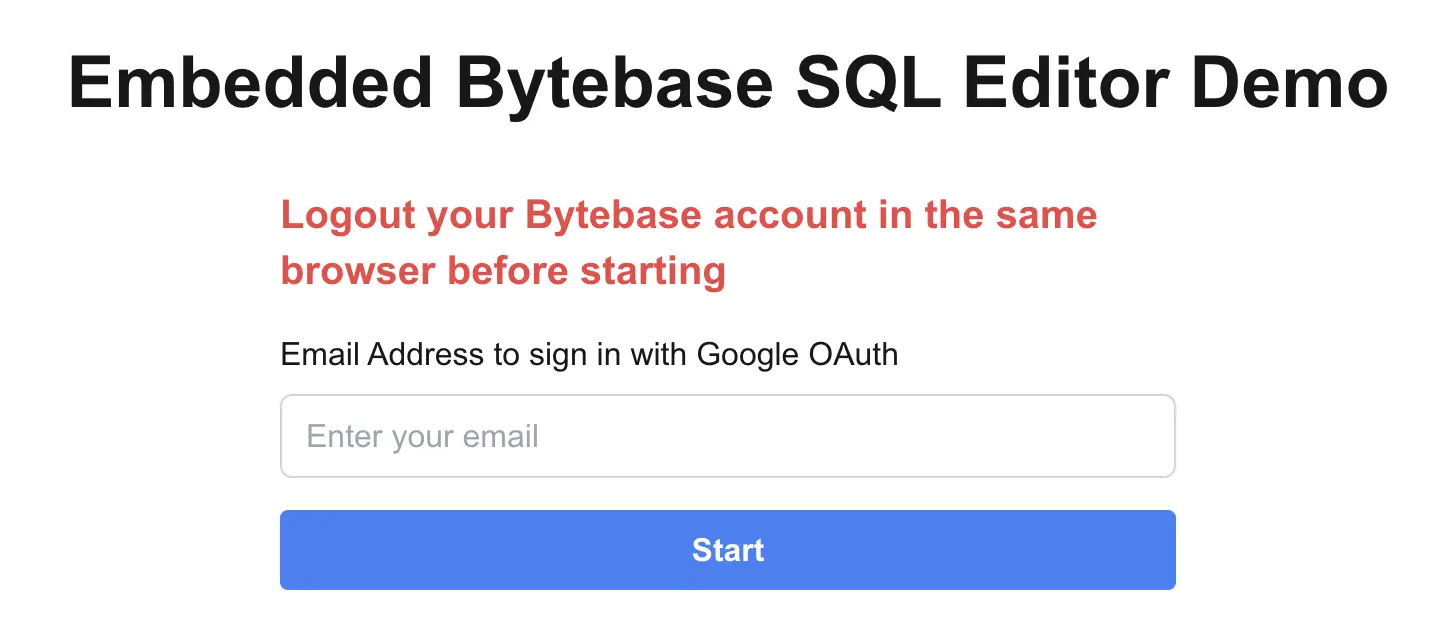 Embedded Bytebase SQL Editor Demo
Logout your Bytebase account in the same
browser before starting
Email Address to sign in with Google OAuth
Enter your email
Start